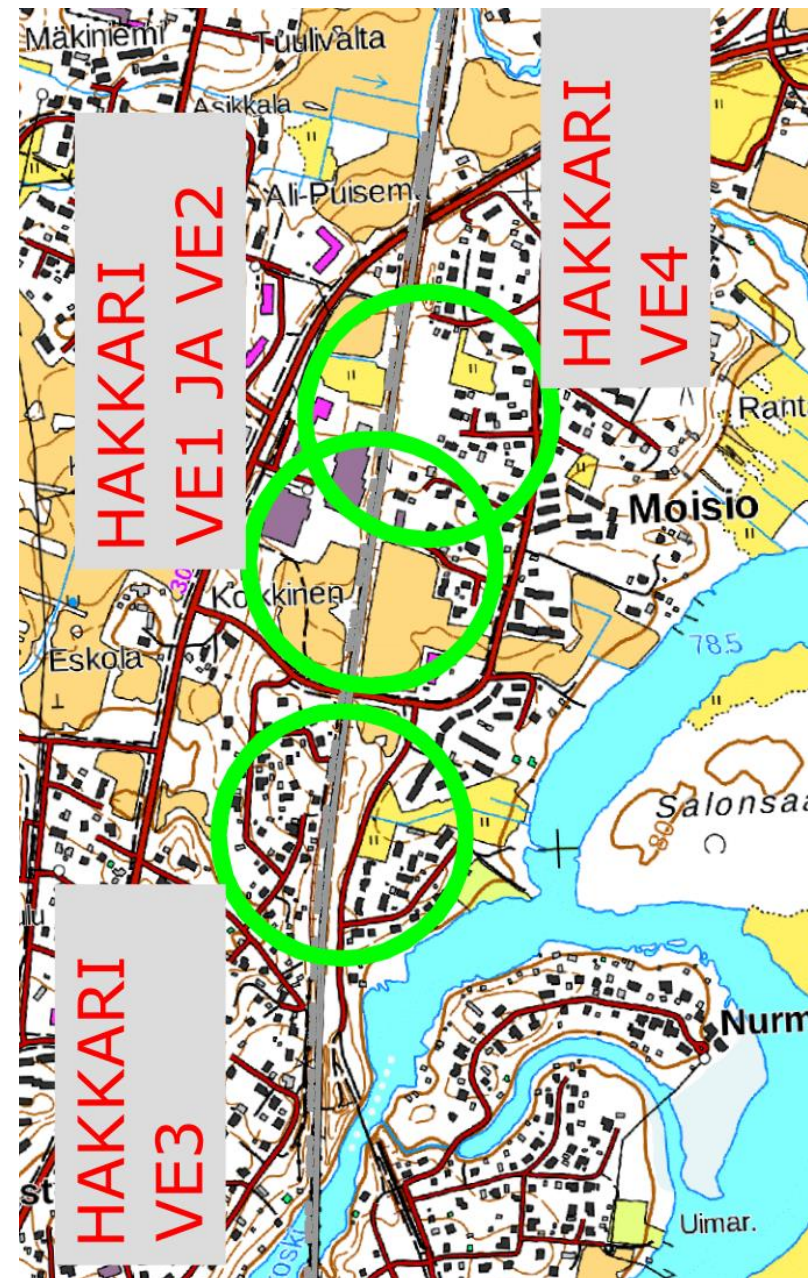 Mäkiniemi
Tuulivalta
Asikkala
Ali-Puisem
HAKKARI
VE1 JA VE2
HAKKARI
VE4
Rant
Moisio
Kokkinen
Eskola
78.5
Salonsaa
80
HAKKARI
VE3
Nurm
Uimar.
oski